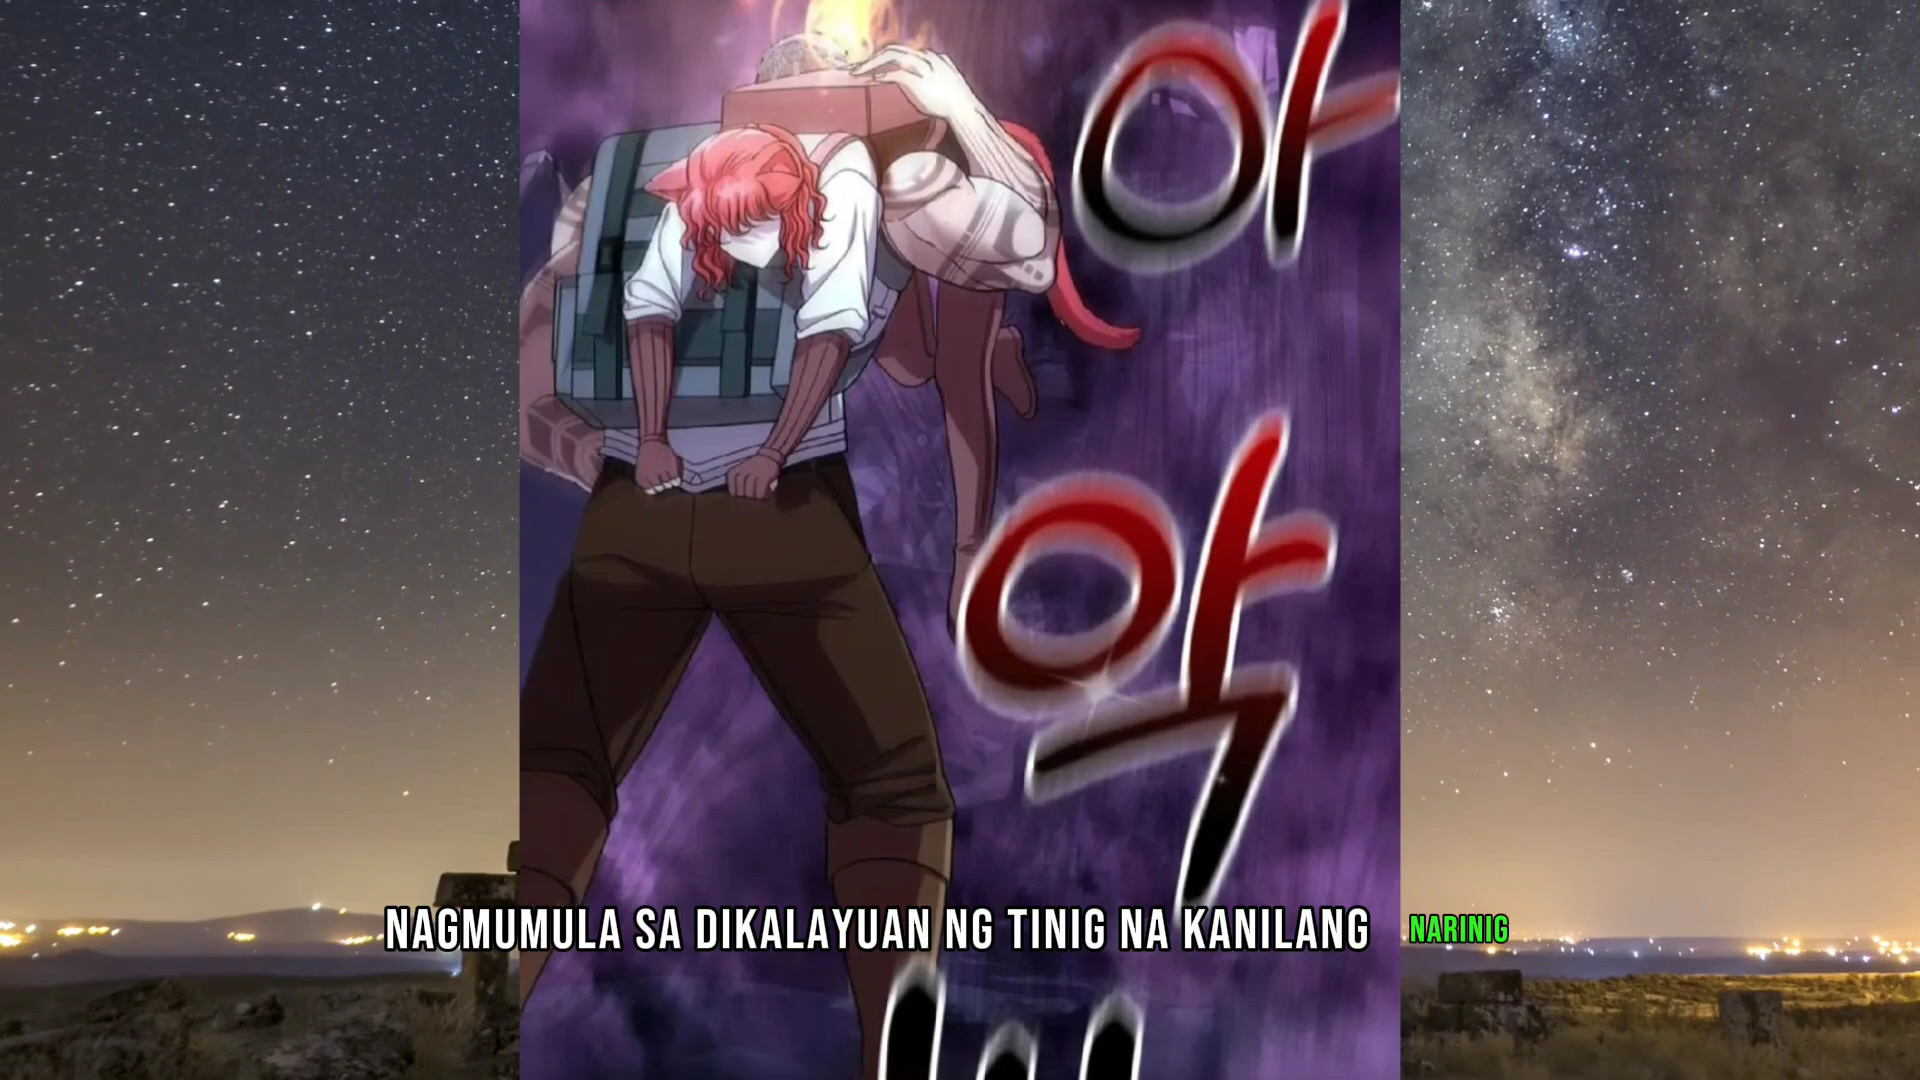 아
악
!!!
NAGMUMULA SA DIKALAYUAN NG TINIG NA KANILANG NARINIG